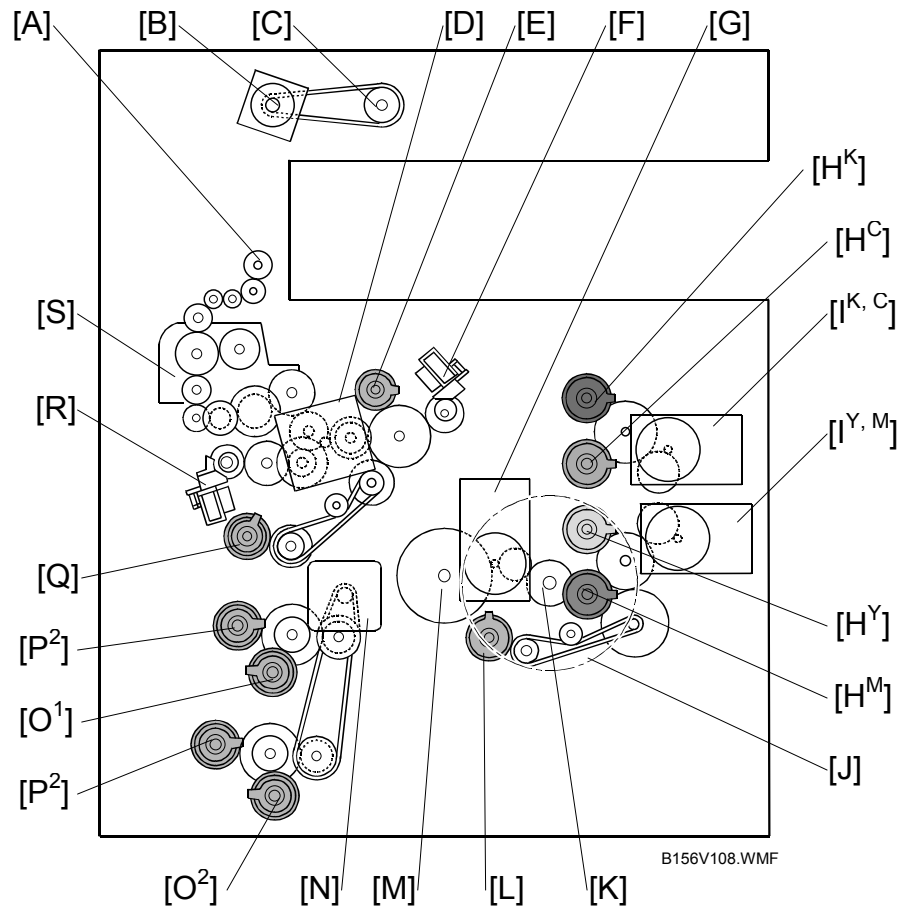 [A] [B] [C] [D] [E] [F] [G]
[H^K]
[H^C]
[S]
[I^K, C]
[R]
[I^Y, M]
[Q]
[P^2]
[H^Y]
[O^1]
[H^M]
[P^2]
[J]
B156V108.WMF
[O^2] [N] [M] [L] [K]